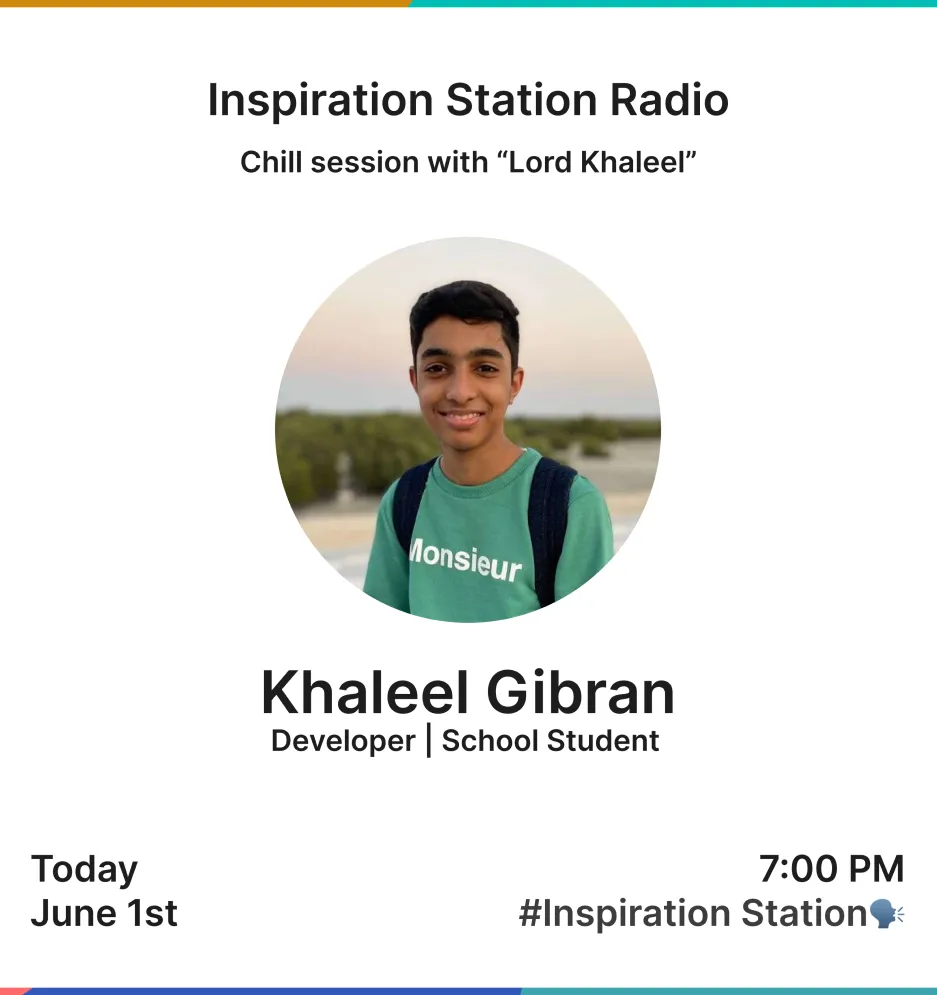 Inspiration Station Radio
Chill session with “Lord Khaleel”
Monsieur
Khaleel Gibran
Developer | School Student
Today
7:00 PM
June 1st
#Inspiration Station🗣️